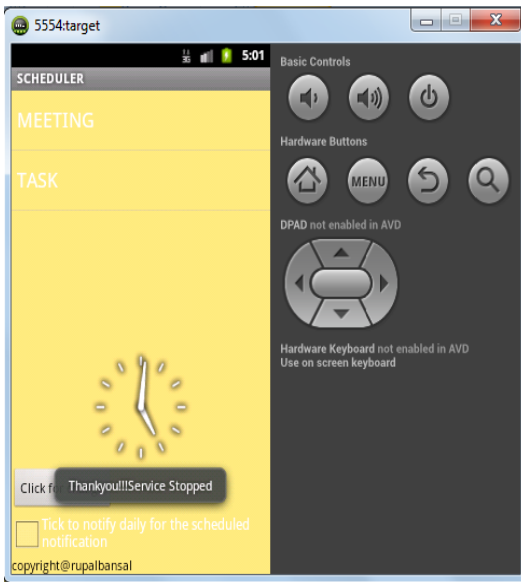 5554:target
3G 5:01
SCHEDULER
MEETING
TASK
Click f
Thankyou!!!Service Stopped
Tick to notify daily for the scheduled
notification
copyright@rupalbansal
Basic Controls
Hardware Buttons
MENU
DPAD not enabled in AVD
Hardware Keyboard not enabled in AVD
Use on screen keyboard